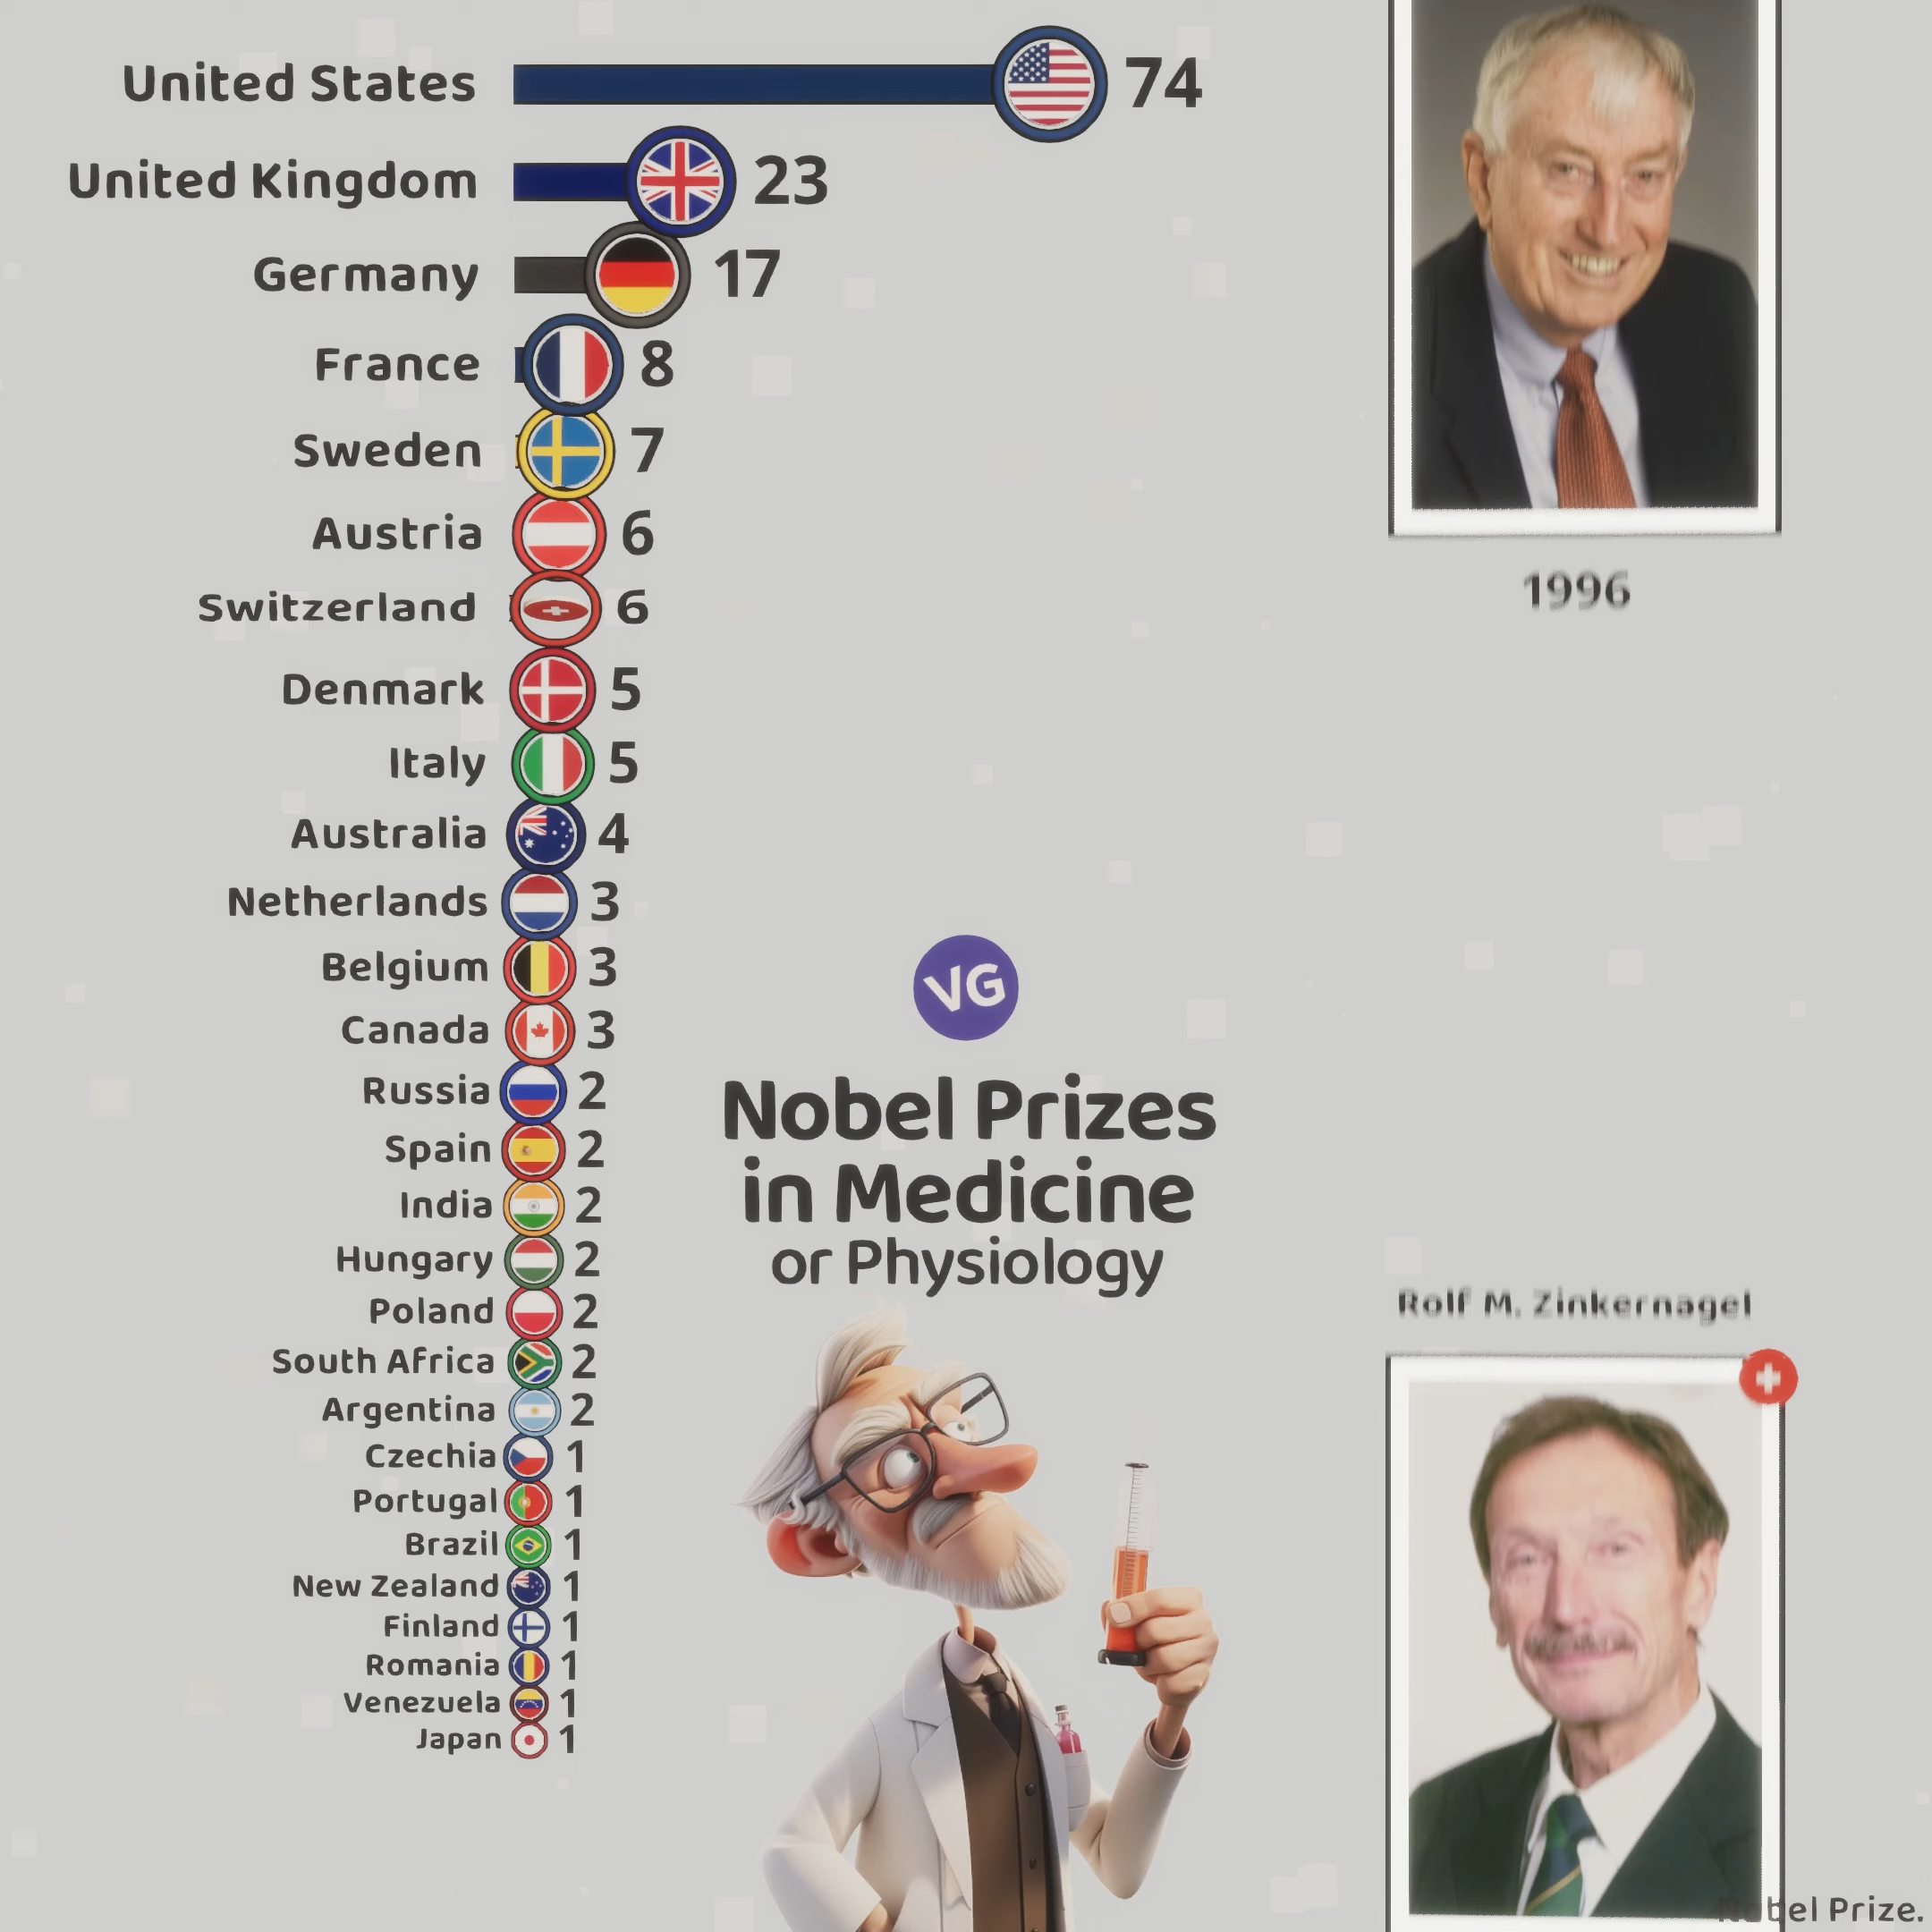 United States 74
United Kingdom 23
Germany 17
France 8
Sweden 7
Austria 6
Switzerland 6
Denmark 5
Italy 5
Australia 4
Netherlands 3
Belgium 3
Canada 3
Russia 2
Spain 2
India 2
Hungary 2
Poland 2
South Africa 2
Argentina 2
Czechia 1
Portugal 1
Brazil 1
New Zealand 1
Finland 1
Romania 1
Venezuela 1
Japan 1
VG
Nobel Prizes
in Medicine
or Physiology
1996
Rolf M. Zinkernagel
Nobel Prize.